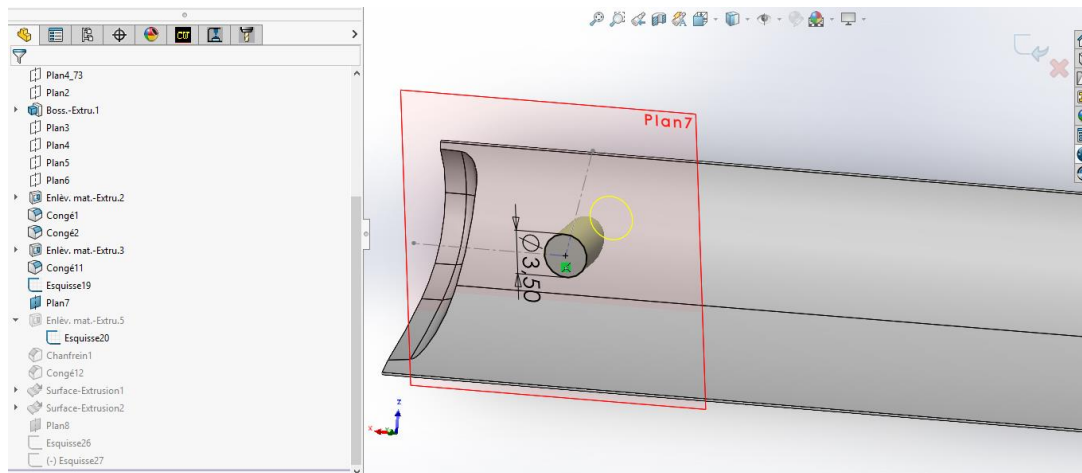 Plan4_73
Plan2
Boss.-Extru.1
Plan3
Plan4
Plan5
Plan6
Enlèv. mat.-Extru.2
Congé1
Congé2
Enlèv. mat.-Extru.3
Congé11
Esquisse19
Plan7
Enlèv. mat.-Extru.5
Esquisse20
Chanfrein1
Congé12
Surface-Extrusion1
Surface-Extrusion2
Plan8
Esquisse26
(-) Esquisse27
Plan7
∅3,50
z
x